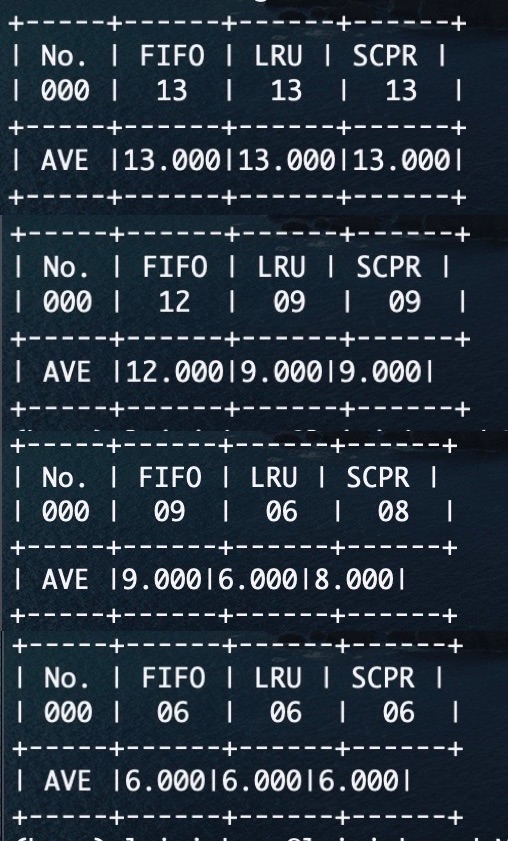 +-----+------+------+------+
| No. | FIFO | LRU | SCPR |
| 000 |  13  |  13  |  13  |
+-----+------+------+------+
| AVE |13.000|13.000|13.000|
+-----+------+------+------+
+-----+------+------+------+
| No. | FIFO | LRU | SCPR |
| 000 |  12  |  09  |  09  |
+-----+------+------+------+
| AVE |12.000|9.000|9.000|
+-----+------+------+------+
+-----+------+------+------+
| No. | FIFO | LRU | SCPR |
| 000 |  09  |  06  |  08  |
+-----+------+------+------+
| AVE |9.000|6.000|8.000|
+-----+------+------+------+
+-----+------+------+------+
| No. | FIFO | LRU | SCPR |
| 000 |  06  |  06  |  06  |
+-----+------+------+------+
| AVE |6.000|6.000|6.000|
+-----+------+------+------+